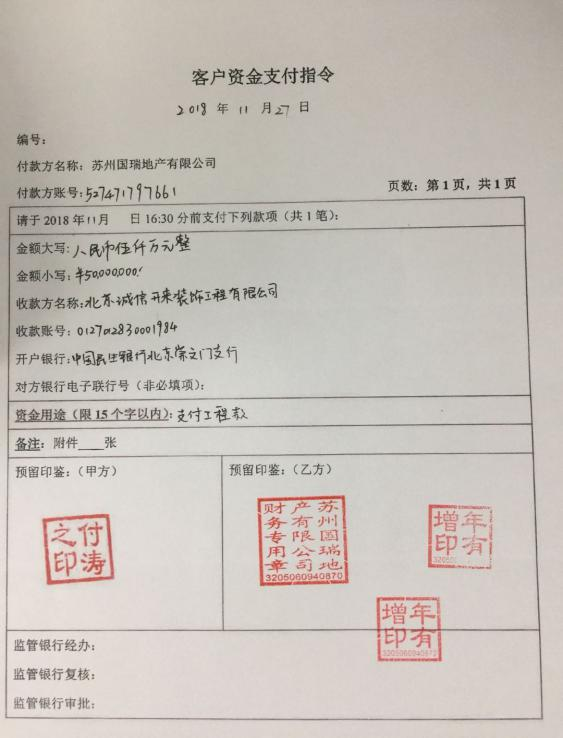 客户资金支付指令
2018 年 11 月 27 日
编号：
付款方名称：苏州国瑞地产有限公司
付款方账号：527471797661
页数：第 1 页，共 1 页
请于 2018 年 11 月 日 16:30 分前支付下列款项（共 1 笔）：
金额大写：人民币伍仟万元整
金额小写：¥50,000,000.
收款方名称：北京诚信开来装饰工程有限公司
收款账号：0127012830001984
开户银行：中国民生银行北京崇文门支行
对方银行电子联行号（非必填项）：
资金用途（限 15 个字以内）：支付工程款
备注：附件___张
预留印鉴：（甲方）
预留印鉴：（乙方）
付涛之印
苏州国瑞地产有限公司财务专用章
3205060940870
年有增印
年有增印
监管银行经办：
监管银行复核：
监管银行审批：